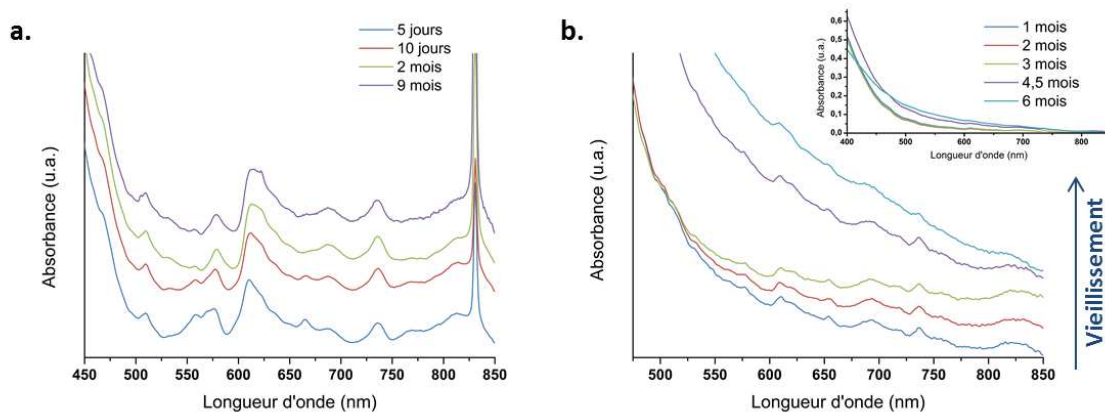 a.
5 jours
10 jours
2 mois
9 mois
Absorbance (u.a.)
450 500 550 600 650 700 750 800 850
Longueur d'onde (nm)
b.
1 mois
2 mois
3 mois
4,5 mois
6 mois
Absorbance (u.a.)
0,6
0,5
0,4
0,3
0,2
0,1
0,0
400 500 600 700 800
Longueur d'onde (nm)
Absorbance (u.a.)
500 550 600 650 700 750 800 850
Longueur d'onde (nm)
Vieillissement